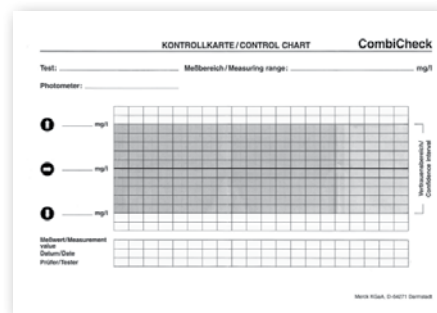 KONTROLLKARTE/CONTROL CHART CombiCheck
Test: Meßbereich/Measuring range: mg/l
Photometer:
mg/l
mg/l
mg/l
Vertrauensbereich/
Confidence Interval
Meßwert/Measurement
value
Datum/Date
Prüfer/Tester
Merck KGaA, D-64271 Darmstadt